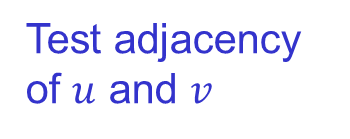 Test adjacency
of 𝑢 and 𝑣